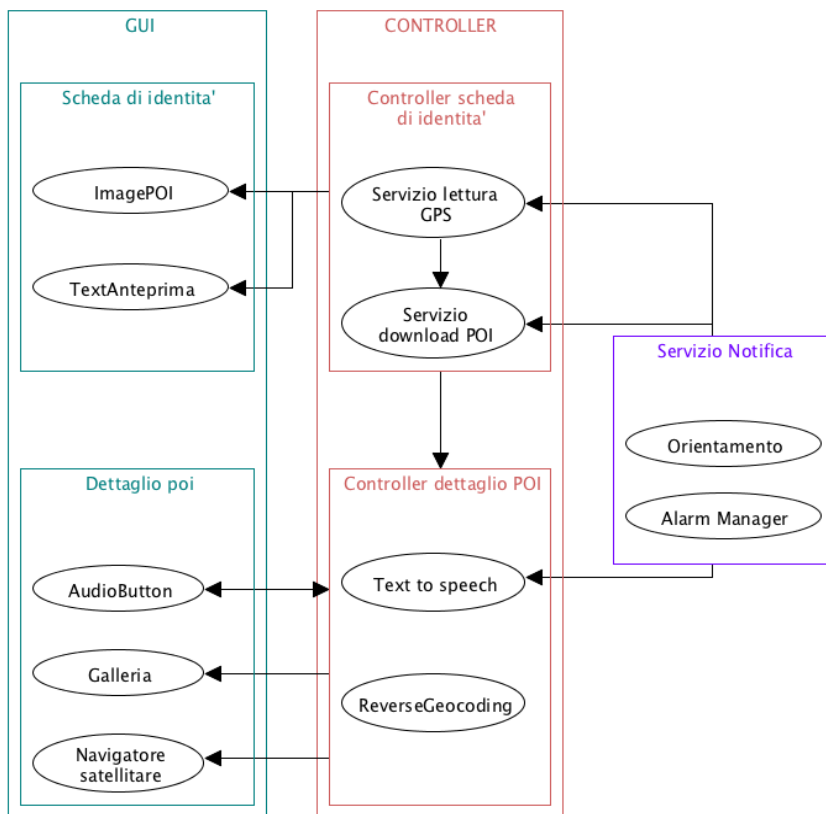 GUI
CONTROLLER
Scheda di identita'
Controller scheda
di identita'
ImagePOI
Servizio lettura
GPS
TextAnteprima
Servizio
download POI
Servizio Notifica
Orientamento
Alarm Manager
Dettaglio poi
Controller dettaglio POI
AudioButton
Text to speech
Galleria
ReverseGeocoding
Navigatore
satellitare